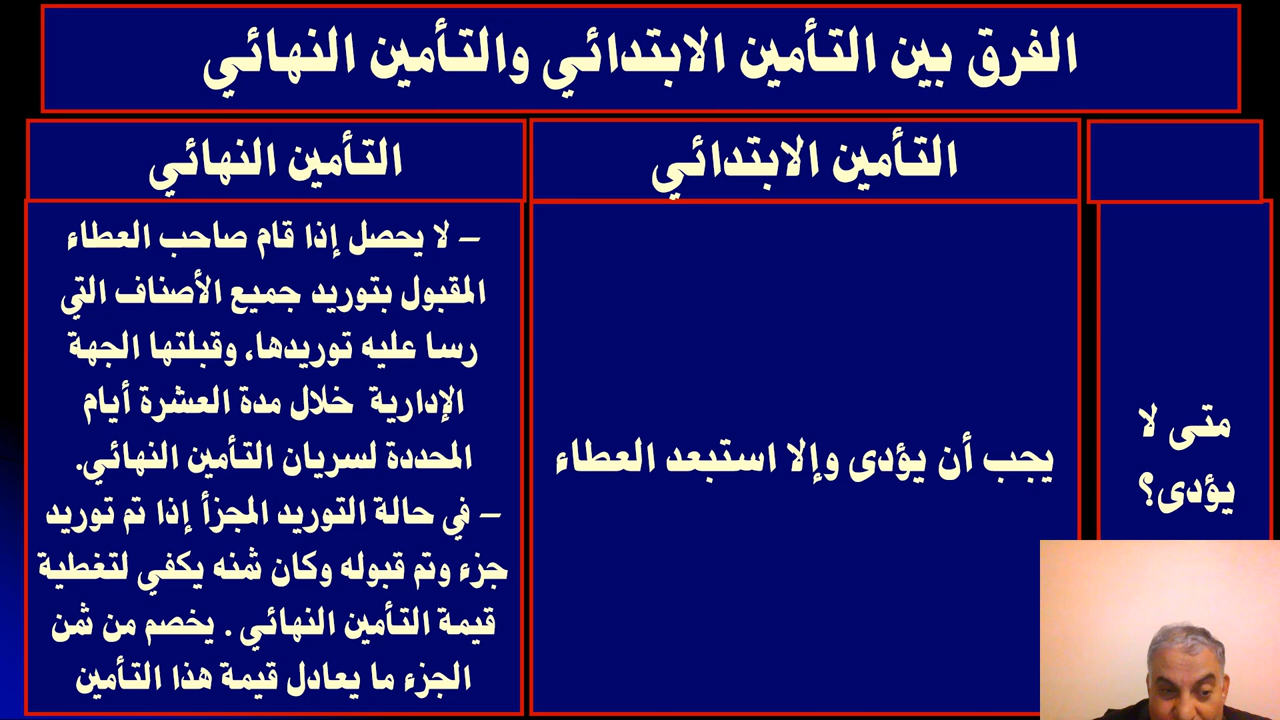 الفرق بين التأمين الابتدائي والتأمين النهائي
التأمين الابتدائي
التأمين النهائي
متى لا
يؤدى؟
يجب أن يؤدى وإلا استبعد العطاء
– لا يحصل إذا قام صاحب العطاء
المقبول بتوريد جميع الأصناف التي
رسا عليه توريدها، وقبلتها الجهة
الإدارية خلال مدة العشرة أيام
المحددة لسريان التأمين النهائي.
– في حالة التوريد المجزأ إذا تم توريد
جزء وتم قبوله وكان ثمنه يكفي لتغطية
قيمة التأمين النهائي . يخصم من ثمن
الجزء ما يعادل قيمة هذا التأمين